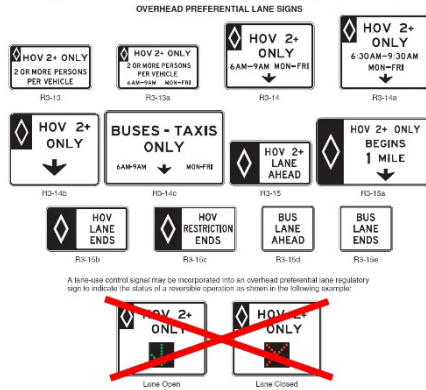 OVERHEAD PREFERENTIAL LANE SIGNS
HOV 2+ ONLY
2 OR MORE PERSONS
PER VEHICLE
R3-13
HOV 2+ ONLY
2 OR MORE PERSONS
PER VEHICLE
6AM-9AM MON-FRI
R3-13a
HOV 2+
ONLY
6AM-9AM MON-FRI
R3-14
HOV 2+
ONLY
6:30AM-9:30AM
MON-FRI
R3-14a
HOV 2+
ONLY
R3-14b
BUSES - TAXIS
ONLY
6AM-9AM MON-FRI
R3-14c
HOV 2+
LANE
AHEAD
R3-15
HOV 2+ ONLY
BEGINS
1 MILE
R3-15a
HOV
LANE
ENDS
R3-15b
HOV
RESTRICTION
ENDS
R3-15c
BUS
LANE
AHEAD
R3-15d
BUS
LANE
ENDS
R3-15e
A lane-use control signal may be incorporated into an overhead preferential lane regulatory
sign to indicate the status of a reversible operation as shown in the following example:
HOV 2+
ONLY
Lane Open
HOV 2+
ONLY
Lane Closed